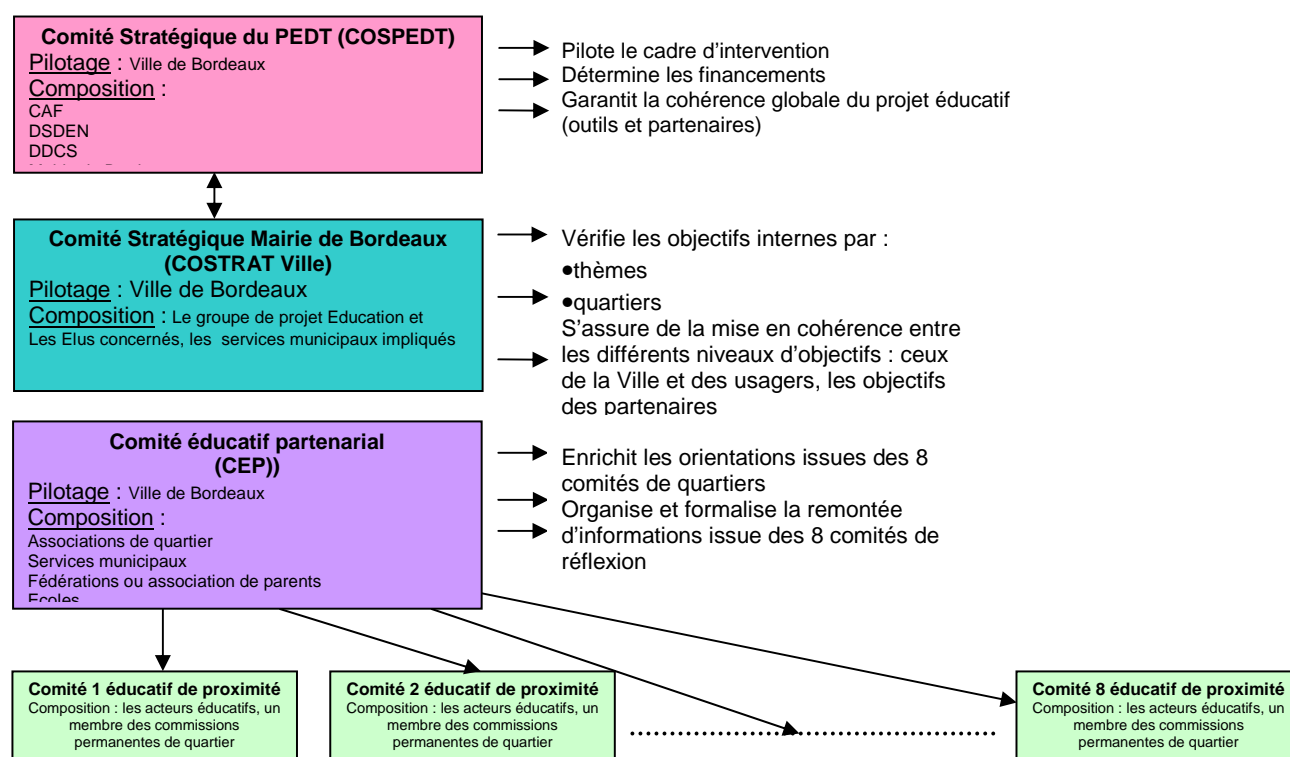 Comité Stratégique du PEDT (COSPEDT)
Pilotage : Ville de Bordeaux
Composition :
CAF
DSDEN
DDCS
Pilote le cadre d’intervention
Détermine les financements
Garantit la cohérence globale du projet éducatif
(outils et partenaires)
Comité Stratégique Mairie de Bordeaux
(COSTRAT Ville)
Pilotage : Ville de Bordeaux
Composition : Le groupe de projet Education et
Les Elus concernés, les services municipaux impliqués
Vérifie les objectifs internes par :
•thèmes
•quartiers
S’assure de la mise en cohérence entre
les différents niveaux d’objectifs : ceux
de la Ville et des usagers, les objectifs
des partenaires
Comité éducatif partenarial
(CEP))
Pilotage : Ville de Bordeaux
Composition :
Associations de quartier
Services municipaux
Fédérations ou association de parents
Ecoles
Enrichit les orientations issues des 8
comités de quartiers
Organise et formalise la remontée
d’informations issue des 8 comités de
réflexion
Comité 1 éducatif de proximité
Composition : les acteurs éducatifs, un
membre des commissions
permanentes de quartier
Comité 2 éducatif de proximité
Composition : les acteurs éducatifs, un
membre des commissions
permanentes de quartier
Comité 8 éducatif de proximité
Composition : les acteurs éducatifs, un
membre des commissions
permanentes de quartier